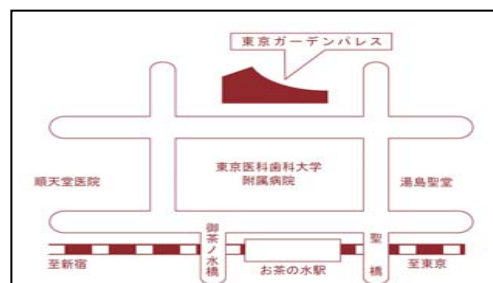 東京ガーデンパレス
東京医科歯科大学
附属病院
順天堂医院
湯島聖堂
御茶ノ水橋
聖橋
至新宿
お茶の水駅
至東京